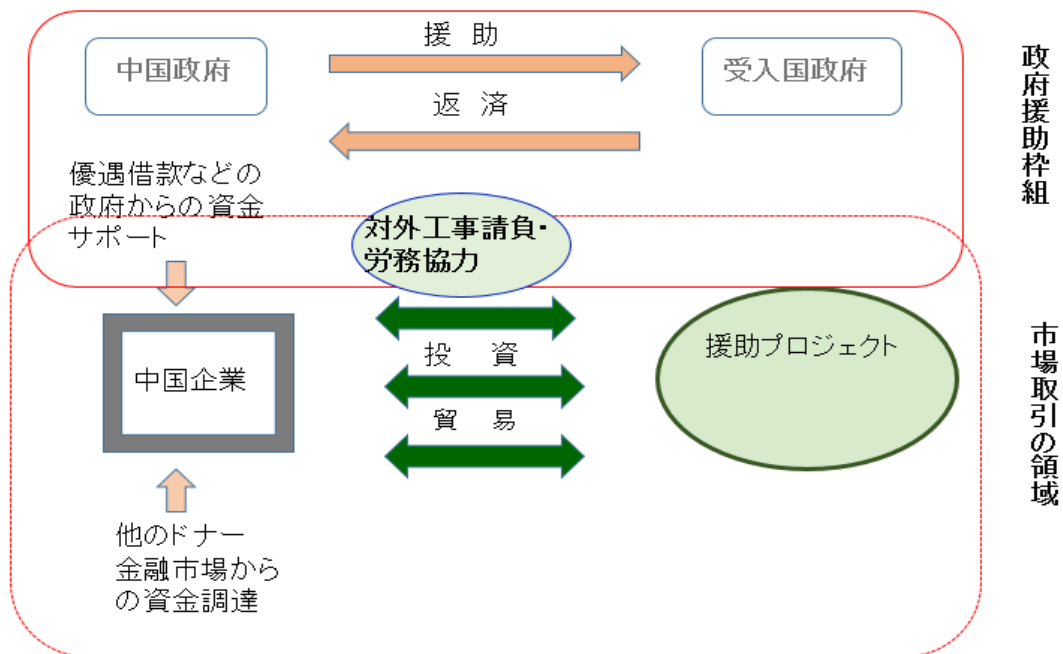 援 助
中国政府
受入国政府
返 済
優遇借款などの
政府からの資金
サポート
対外工事請負・
労務協力
投 資
中国企業
援助プロジェクト
貿 易
他のドナー
金融市場から
の資金調達
政府援助枠組
市場取引の領域